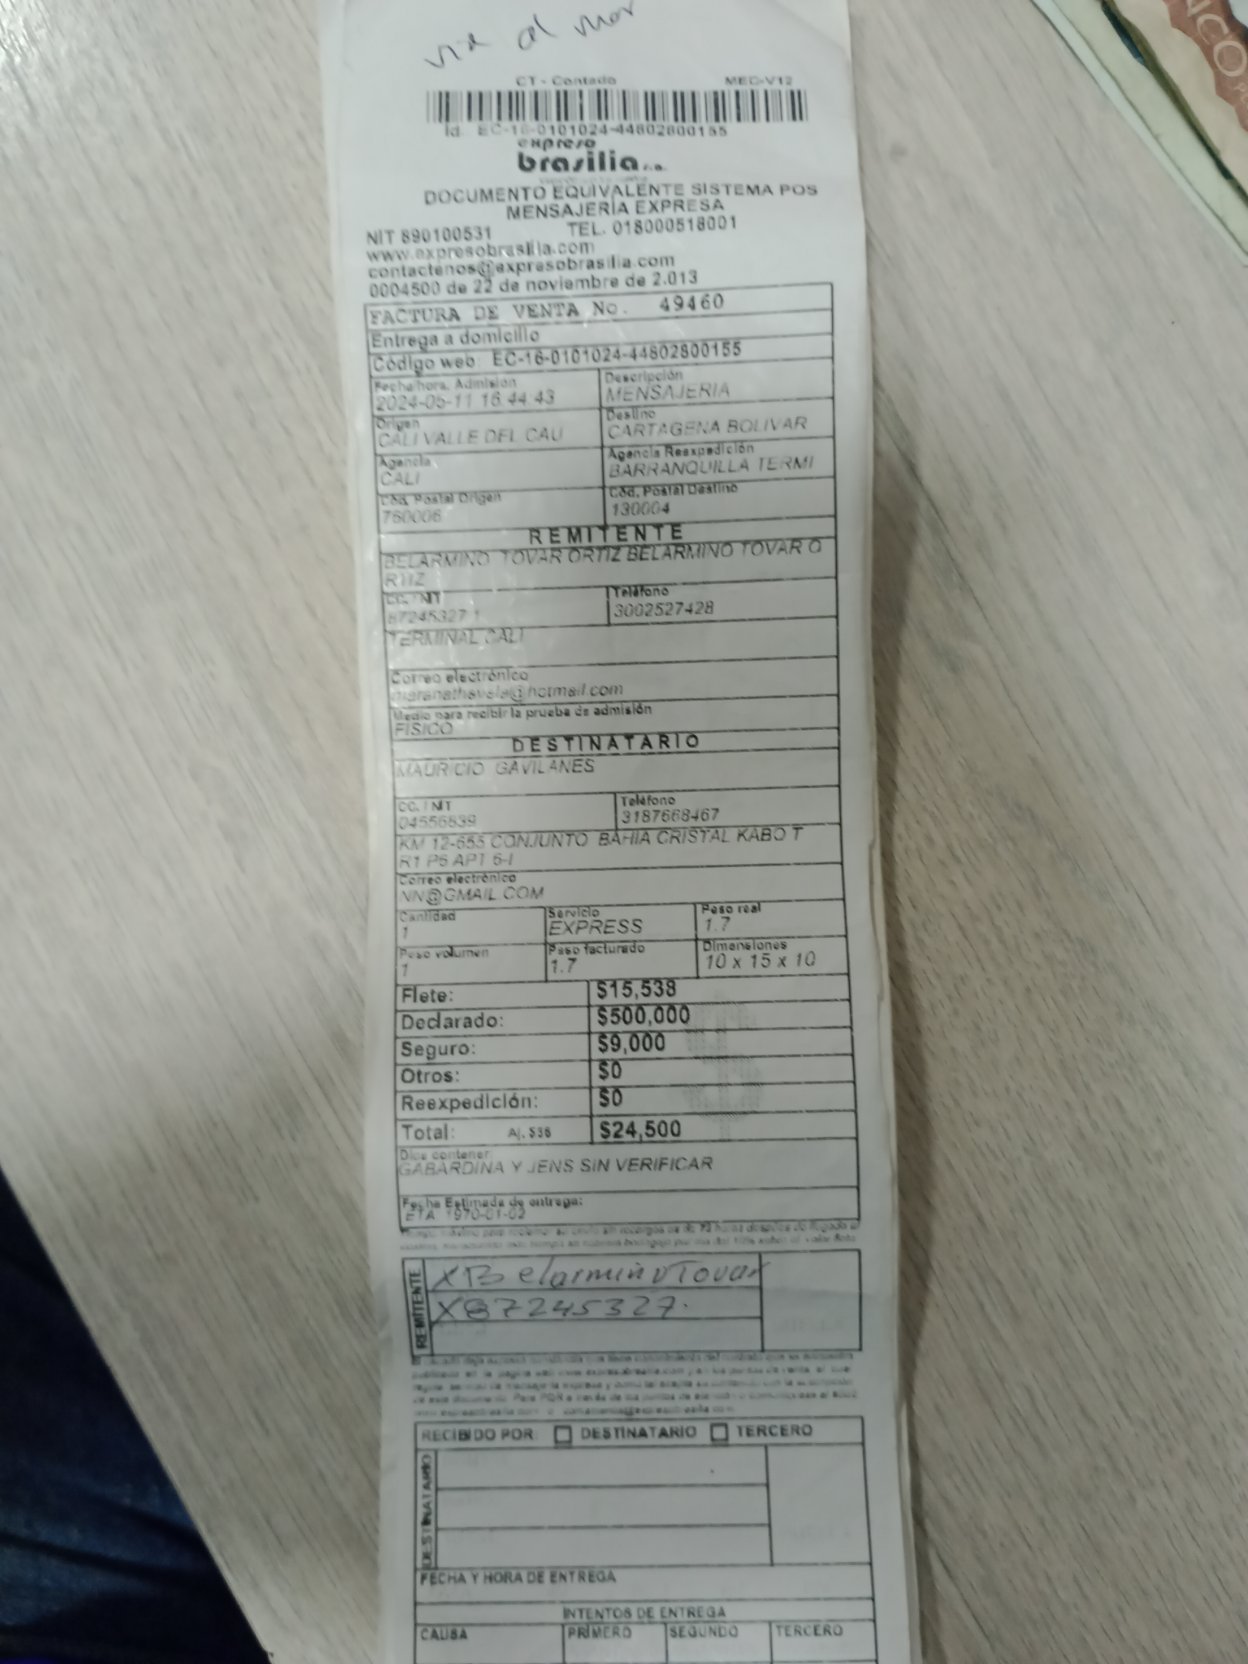 via al mar
CT - Contado MED-V12
Id. EC-16-0101024-44802800155
expreso
brasilia s.a.
DOCUMENTO EQUIVALENTE SISTEMA POS
MENSAJERÍA EXPRESA
NIT 890100531 TEL. 018000518001
www.expresobrasilia.com
contactenos@expresobrasilia.com
0004500 de 22 de noviembre de 2.013
FACTURA DE VENTA No. 49460
Entrega a domicilio
Código web: EC-16-0101024-44802800155
Fecha/hora. Admisión Descripción
2024-05-11 16:44:43 MENSAJERIA
Origen Destino
CALI VALLE DEL CAU CARTAGENA BOLIVAR
Agencia Agencia Reexpedición
CALI BARRANQUILLA TERMI
Cód. Postal Origen Cód. Postal Destino
760006 130004
REMITENTE
BELARMINO TOVAR ORTIZ BELARMINO TOVAR O
RTIZ
CC. / NIT Teléfono
87245327 1 3002527428
TERMINAL CALI
Correo electrónico
maranathavela@hotmail.com
Medio para recibir la prueba de admisión
FISICO
DESTINATARIO
MAURICIO GAVILANES
CC. / NIT Teléfono
04556839 3187668467
KM 12-655 CONJUNTO BAHIA CRISTAL KABO T
R1 P6 APT 6-I
Correo electrónico
NN@GMAIL.COM
Cantidad Servicio Peso real
1 EXPRESS 1.7
Peso volumen Peso facturado Dimensiones
1 1.7 10 x 15 x 10
Flete: $15,538
Declarado: $500,000
Seguro: $9,000
Otros: $0
Reexpedición: $0
Total: Aj. $38 $24,500
Dice contener:
GABARDINA Y JENS SIN VERIFICAR
Fecha Estimada de entrega:
ETA 1970-01-02
REMITENTE
X Belarmino Tovar
X 87245327.
RECIBIDO POR: DESTINATARIO TERCERO
DESTINATARIO
FECHA Y HORA DE ENTREGA
INTENTOS DE ENTREGA
CAUSA PRIMERO SEGUNDO TERCERO